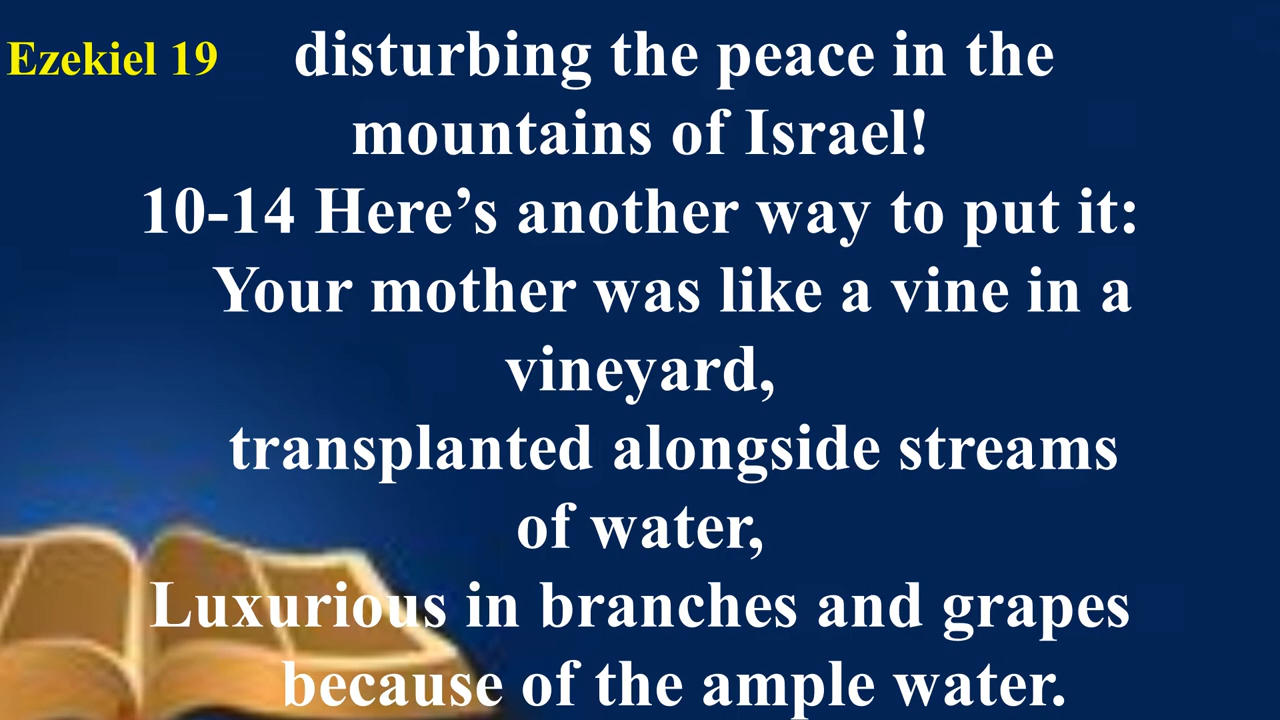 Ezekiel 19 disturbing the peace in the
mountains of Israel!
10-14 Here’s another way to put it:
Your mother was like a vine in a
vineyard,
transplanted alongside streams
of water,
Luxurious in branches and grapes
because of the ample water.